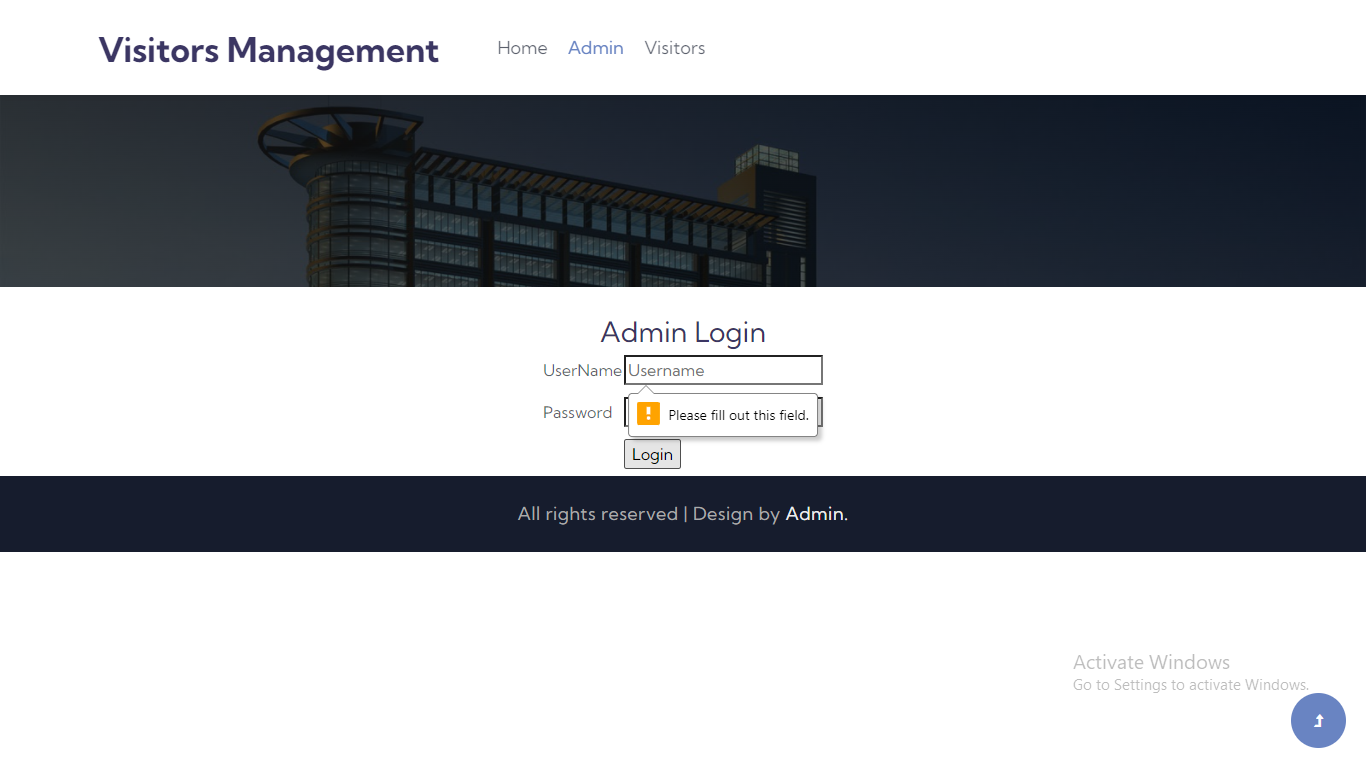 Visitors Management Home Admin Visitors
Admin Login
UserName Username
Please fill out this field.
Password
Login
All rights reserved | Design by Admin.
Activate Windows
Go to Settings to activate Windows.